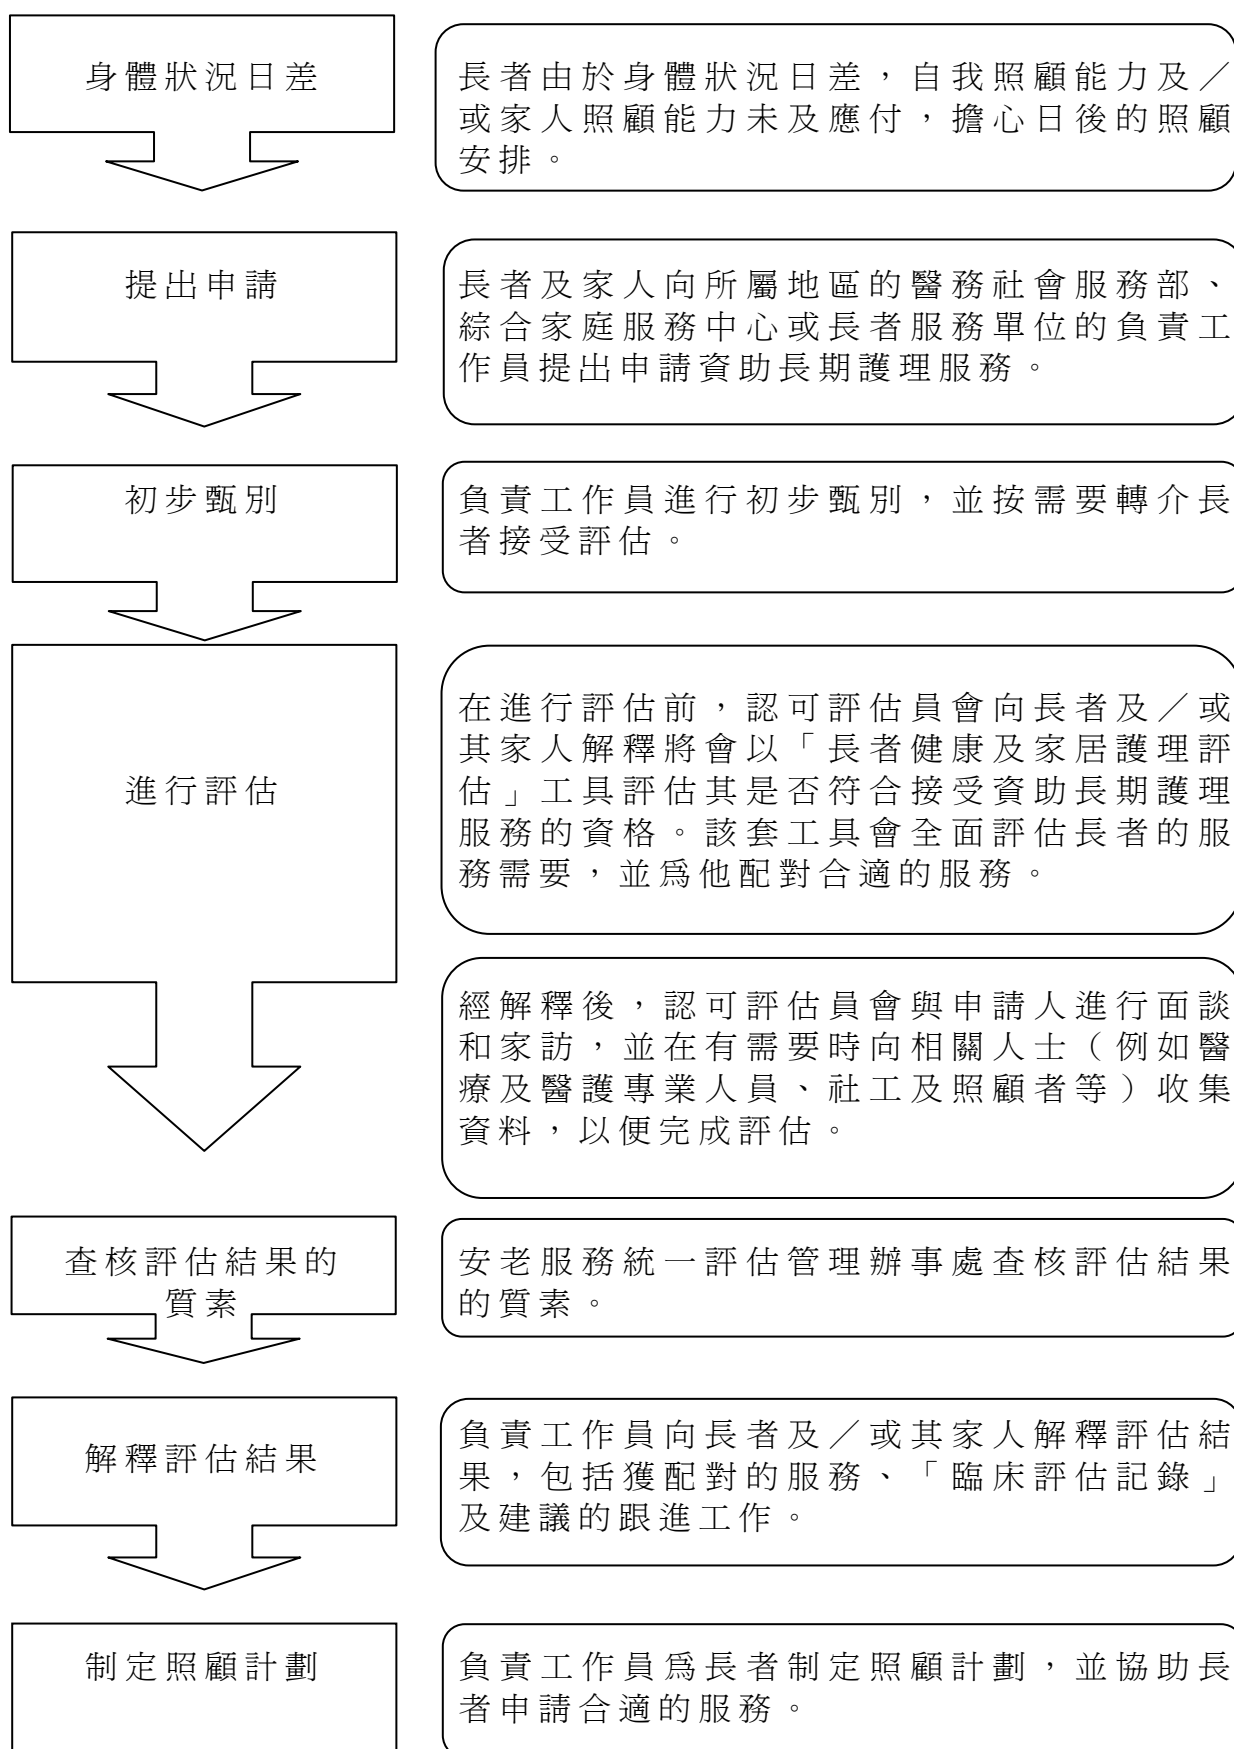 身體狀況日差
長者由於身體狀況日差，自我照顧能力及／
或家人照顧能力未及應付，擔心日後的照顧
安排。
提出申請
長者及家人向所屬地區的醫務社會服務部、
綜合家庭服務中心或長者服務單位的負責工
作員提出申請資助長期護理服務。
初步甄別
負責工作員進行初步甄別，並按需要轉介長
者接受評估。
進行評估
在進行評估前，認可評估員會向長者及／或
其家人解釋將會以「長者健康及家居護理評
估」工具評估其是否符合接受資助長期護理
服務的資格。該套工具會全面評估長者的服
務需要，並爲他配對合適的服務。
經解釋後，認可評估員會與申請人進行面談
和家訪，並在有需要時向相關人士（例如醫
療及醫護專業人員、社工及照顧者等）收集
資料，以便完成評估。
查核評估結果的
質素
安老服務統一評估管理辦事處查核評估結果
的質素。
解釋評估結果
負責工作員向長者及／或其家人解釋評估結
果，包括獲配對的服務、「臨床評估記錄」
及建議的跟進工作。
制定照顧計劃
負責工作員爲長者制定照顧計劃，並協助長
者申請合適的服務。